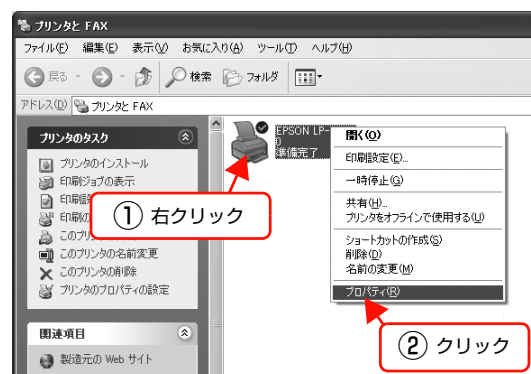 プリンタと FAX
ファイル(F) 編集(E) 表示(V) お気に入り(A) ツール(T) ヘルプ(H)
戻る 検索 フォルダ
アドレス(D) プリンタと FAX
プリンタのタスク
プリンタのインストール
印刷ジョブの表示
このプリンタの名前変更
このプリンタの削除
プリンタのプロパティの設定
関連項目
製造元の Web サイト
EPSON LP-
0
準備完了
① 右クリック
開く(O)
印刷設定(E)...
一時停止(G)
共有(H)...
プリンタをオフラインで使用する(U)
ショートカットの作成(S)
削除(D)
名前の変更(M)
プロパティ(R)
② クリック